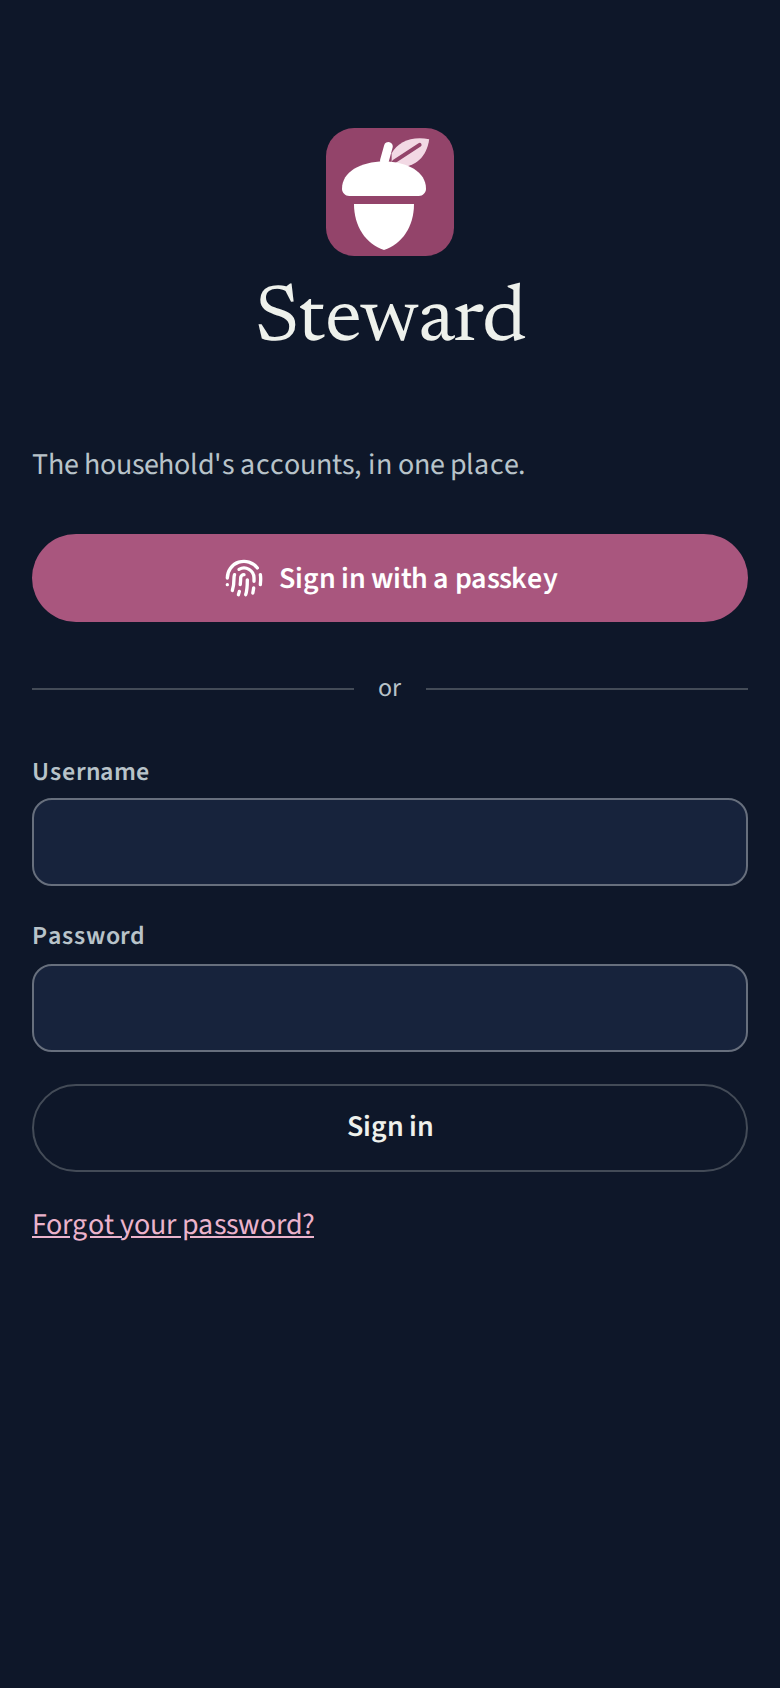 Steward
The household's accounts, in one place.
Sign in with a passkey
or
Username
Password
Sign in
Forgot your password?